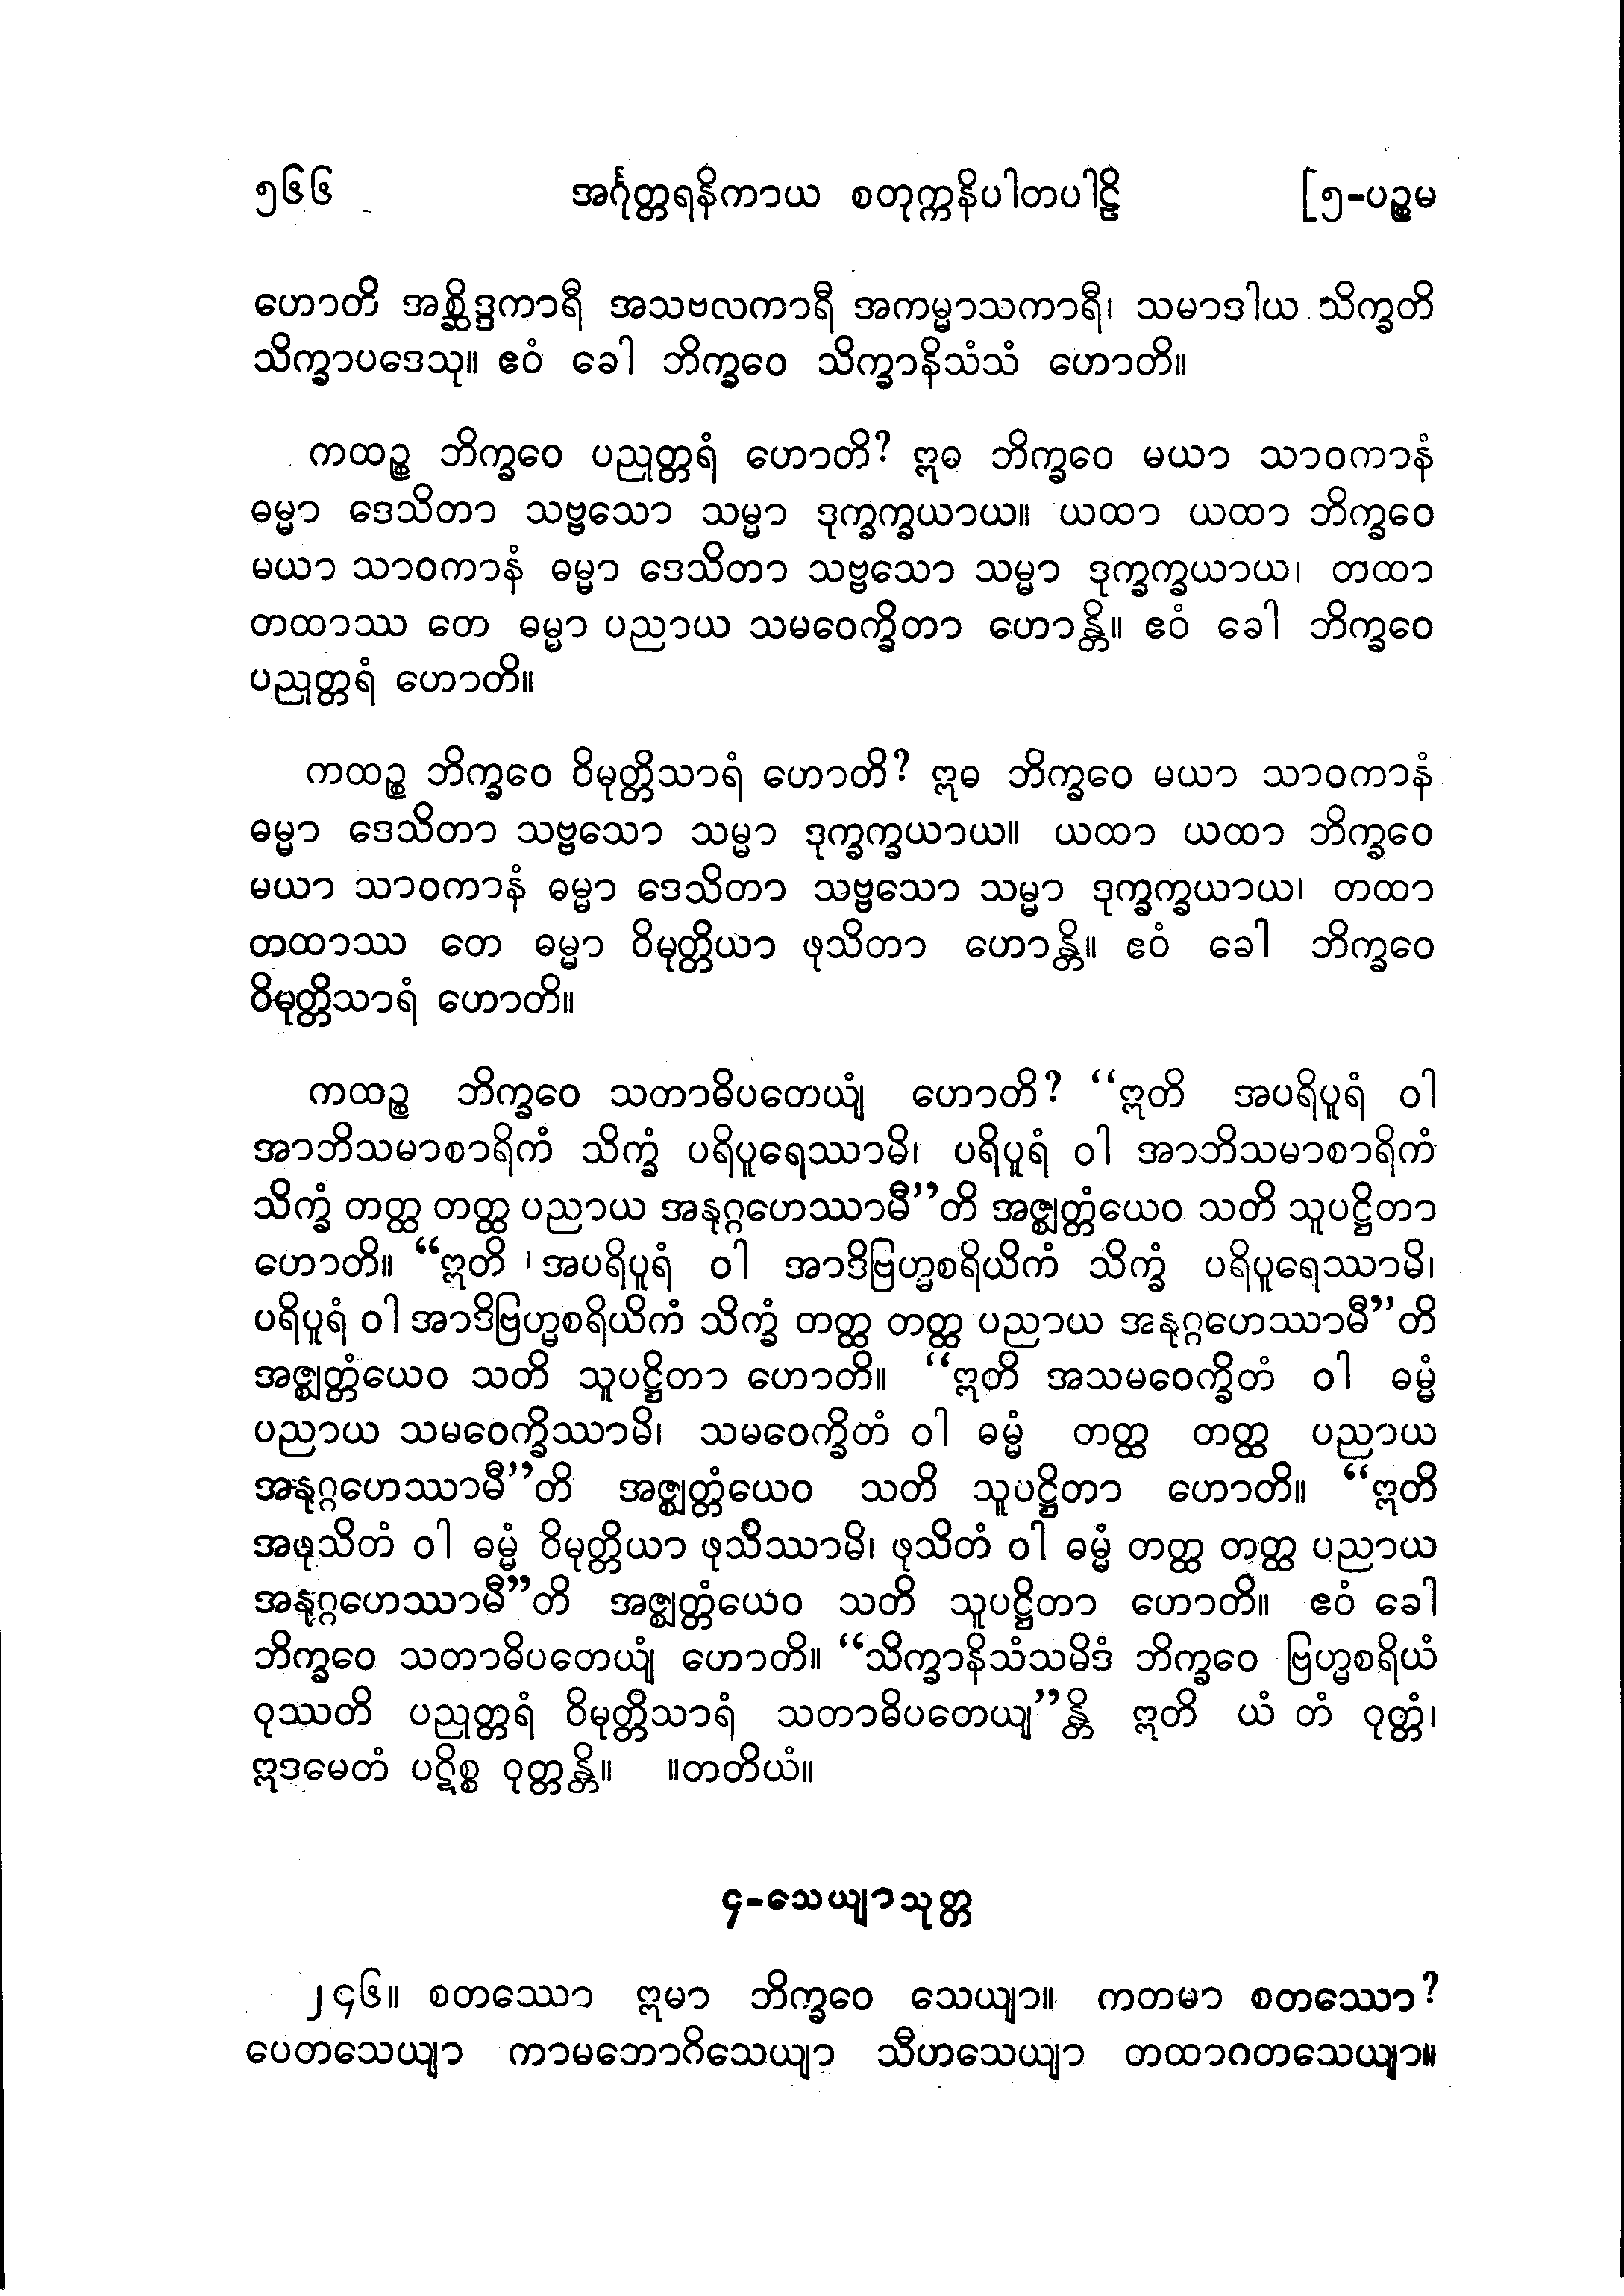 ၅၆၆ အင်္ဂုတ္တရနိကာယ စတုက္ကနိပါတပါဠိ [၅-ပဉ္စမ
ဟောတိ အစ္ဆိဒ္ဒကာရီ အသဗလကာရီ အကမ္မာသကာရီ၊ သမာဒါယ သိက္ခတိ
သိက္ခာပဒေသု။ ဧဝံ ခေါ ဘိက္ခဝေ သိက္ခာနိသံသံ ဟောတိ။
ကထဉ္စ ဘိက္ခဝေ ပညုတ္တရံ ဟောတိ? ဣဓ ဘိက္ခဝေ မယာ သာဝကာနံ
ဓမ္မာ ဒေသိတာ သဗ္ဗသော သမ္မာ ဒုက္ခက္ခယာယ။ ယထာ ယထာ ဘိက္ခဝေ
မယာ သာဝကာနံ ဓမ္မာ ဒေသိတာ သဗ္ဗသော သမ္မာ ဒုက္ခက္ခယာယ၊ တထာ
တထာဿ တေ ဓမ္မာ ပညာယ သမဝေက္ခိတာ ဟောန္တိ။ ဧဝံ ခေါ ဘိက္ခဝေ
ပညုတ္တရံ ဟောတိ။
ကထဉ္စ ဘိက္ခဝေ ဝိမုတ္တိသာရံ ဟောတိ? ဣဓ ဘိက္ခဝေ မယာ သာဝကာနံ
ဓမ္မာ ဒေသိတာ သဗ္ဗသော သမ္မာ ဒုက္ခက္ခယာယ။ ယထာ ယထာ ဘိက္ခဝေ
မယာ သာဝကာနံ ဓမ္မာ ဒေသိတာ သဗ္ဗသော သမ္မာ ဒုက္ခက္ခယာယ၊ တထာ
တထာဿ တေ ဓမ္မာ ဝိမုတ္တိယာ ဖုသိတာ ဟောန္တိ။ ဧဝံ ခေါ ဘိက္ခဝေ
ဝိမုတ္တိသာရံ ဟောတိ။
ကထဉ္စ ဘိက္ခဝေ သတာဓိပတေယျံ ဟောတိ? “ဣတိ အပရိပူရံ ဝါ
အာဘိသမာစာရိကံ သိက္ခံ ပရိပူရေဿာမိ၊ ပရိပူရံ ဝါ အာဘိသမာစာရိကံ
သိက္ခံ တတ္ထ တတ္ထ ပညာယ အနုဂ္ဂဟေဿာမီ”တိ အဇ္ဈတ္တံယေဝ သတိ သူပဋ္ဌိတာ
ဟောတိ။ “ဣတိ အပရိပူရံ ဝါ အာဒိဗြဟ္မစရိယိကံ သိက္ခံ ပရိပူရေဿာမိ၊
ပရိပူရံ ဝါ အာဒိဗြဟ္မစရိယိကံ သိက္ခံ တတ္ထ တတ္ထ ပညာယ အနုဂ္ဂဟေဿာမီ”တိ
အဇ္ဈတ္တံယေဝ သတိ သူပဋ္ဌိတာ ဟောတိ။ “ဣတိ အသမဝေက္ခိတံ ဝါ ဓမ္မံ
ပညာယ သမဝေက္ခိဿာမိ၊ သမဝေက္ခိတံ ဝါ ဓမ္မံ တတ္ထ တတ္ထ ပညာယ
အနုဂ္ဂဟေဿာမီ”တိ အဇ္ဈတ္တံယေဝ သတိ သူပဋ္ဌိတာ ဟောတိ။ “ဣတိ
အဖုသိတံ ဝါ ဓမ္မံ ဝိမုတ္တိယာ ဖုသိဿာမိ၊ ဖုသိတံ ဝါ ဓမ္မံ တတ္ထ တတ္ထ ပညာယ
အနုဂ္ဂဟေဿာမီ”တိ အဇ္ဈတ္တံယေဝ သတိ သူပဋ္ဌိတာ ဟောတိ။ ဧဝံ ခေါ
ဘိက္ခဝေ သတာဓိပတေယျံ ဟောတိ။ “သိက္ခာနိသံသမိဒံ ဘိက္ခဝေ ဗြဟ္မစရိယံ
ဝုဿတိ ပညုတ္တရံ ဝိမုတ္တိသာရံ သတာဓိပတေယျ”န္တိ ဣတိ ယံ တံ ဝုတ္တံ၊
ဣဒမေတံ ပဋိစ္စ ဝုတ္တန္တိ။ ။တတိယံ။
၄-သေယျာသုတ္တ
၂၄၆။ စတဿော ဣမာ ဘိက္ခဝေ သေယျာ။ ကတမာ စတဿော?
ပေတသေယျာ ကာမဘောဂိသေယျာ သီဟသေယျာ တထာဂတသေယျာ။